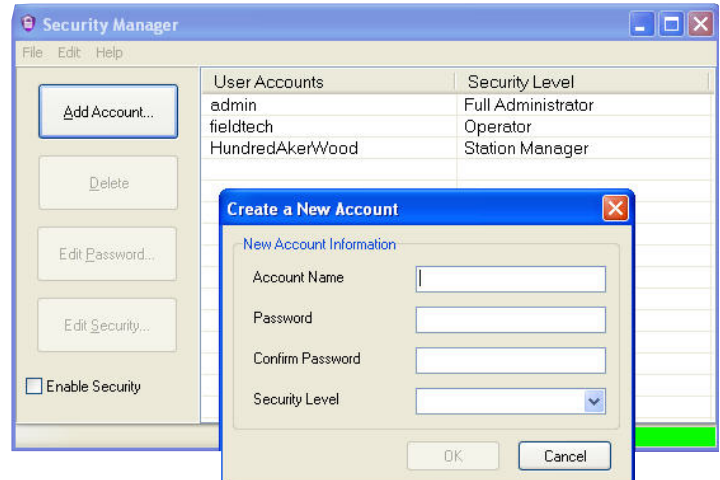 Security Manager
File Edit Help
User Accounts Security Level
Add Account...
admin Full Administrator
fieldtech Operator
HundredAkerWood Station Manager
Delete
Create a New Account
New Account Information
Edit Password...
Account Name
Password
Edit Security...
Confirm Password
Enable Security
Security Level
OK Cancel